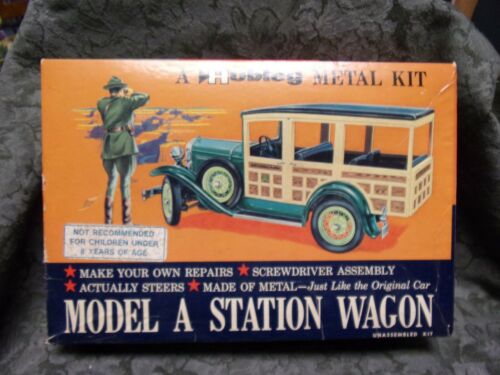 A Hubley METAL KIT
NOT RECOMMENDED
FOR CHILDREN UNDER
8 YEARS OF AGE
★ MAKE YOUR OWN REPAIRS ★ SCREWDRIVER ASSEMBLY
★ ACTUALLY STEERS ★ MADE OF METAL—Just Like the Original Car
MODEL A STATION WAGON
UNASSEMBLED KIT